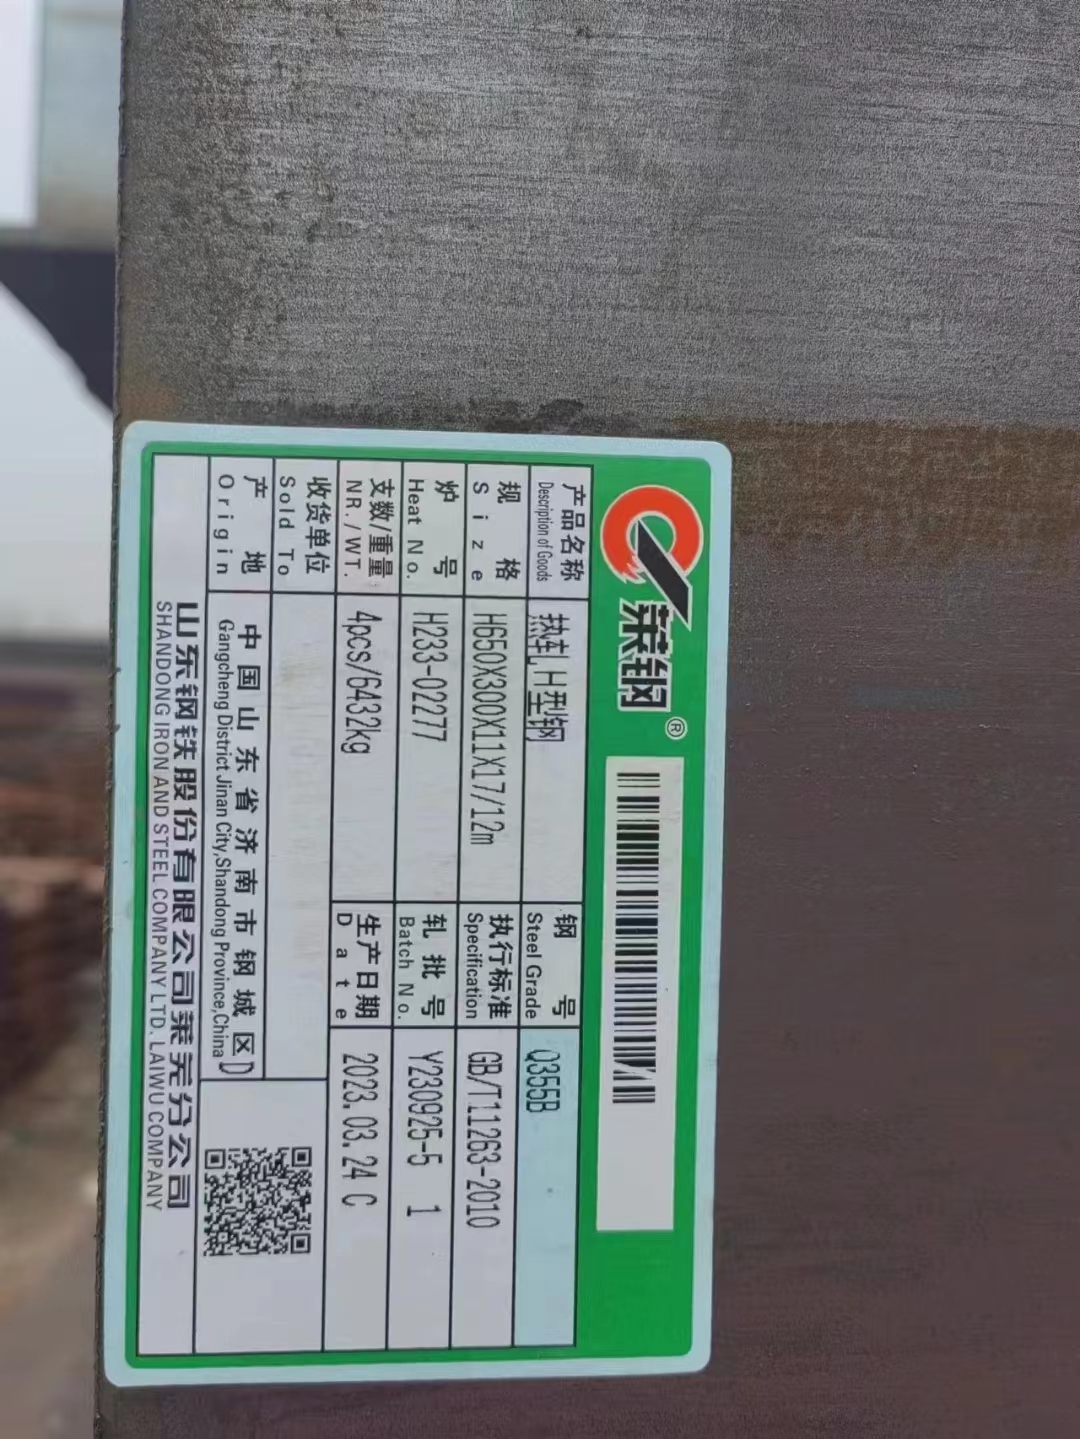 莱钢®
产品名称 热轧H型钢 钢号 Q355B
Description of Goods Steel Grade
规格 H650X300X11X17/12m 执行标准 GB/T11263-2010
Size Specification
炉号 H233-02277 轧批号 Y230925-5 1
Heat No. Batch No.
支数/重量 4pcs/6432kg 生产日期 2023.03.24 C
NR./WT. Date
收货单位
Sold To
产地 中国山东省济南市钢城区 D
Origin Gangcheng District Jinan City,Shandong Province,China
山东钢铁股份有限公司莱芜分公司
SHANDONG IRON AND STEEL COMPANY LTD. LAIWU COMPANY